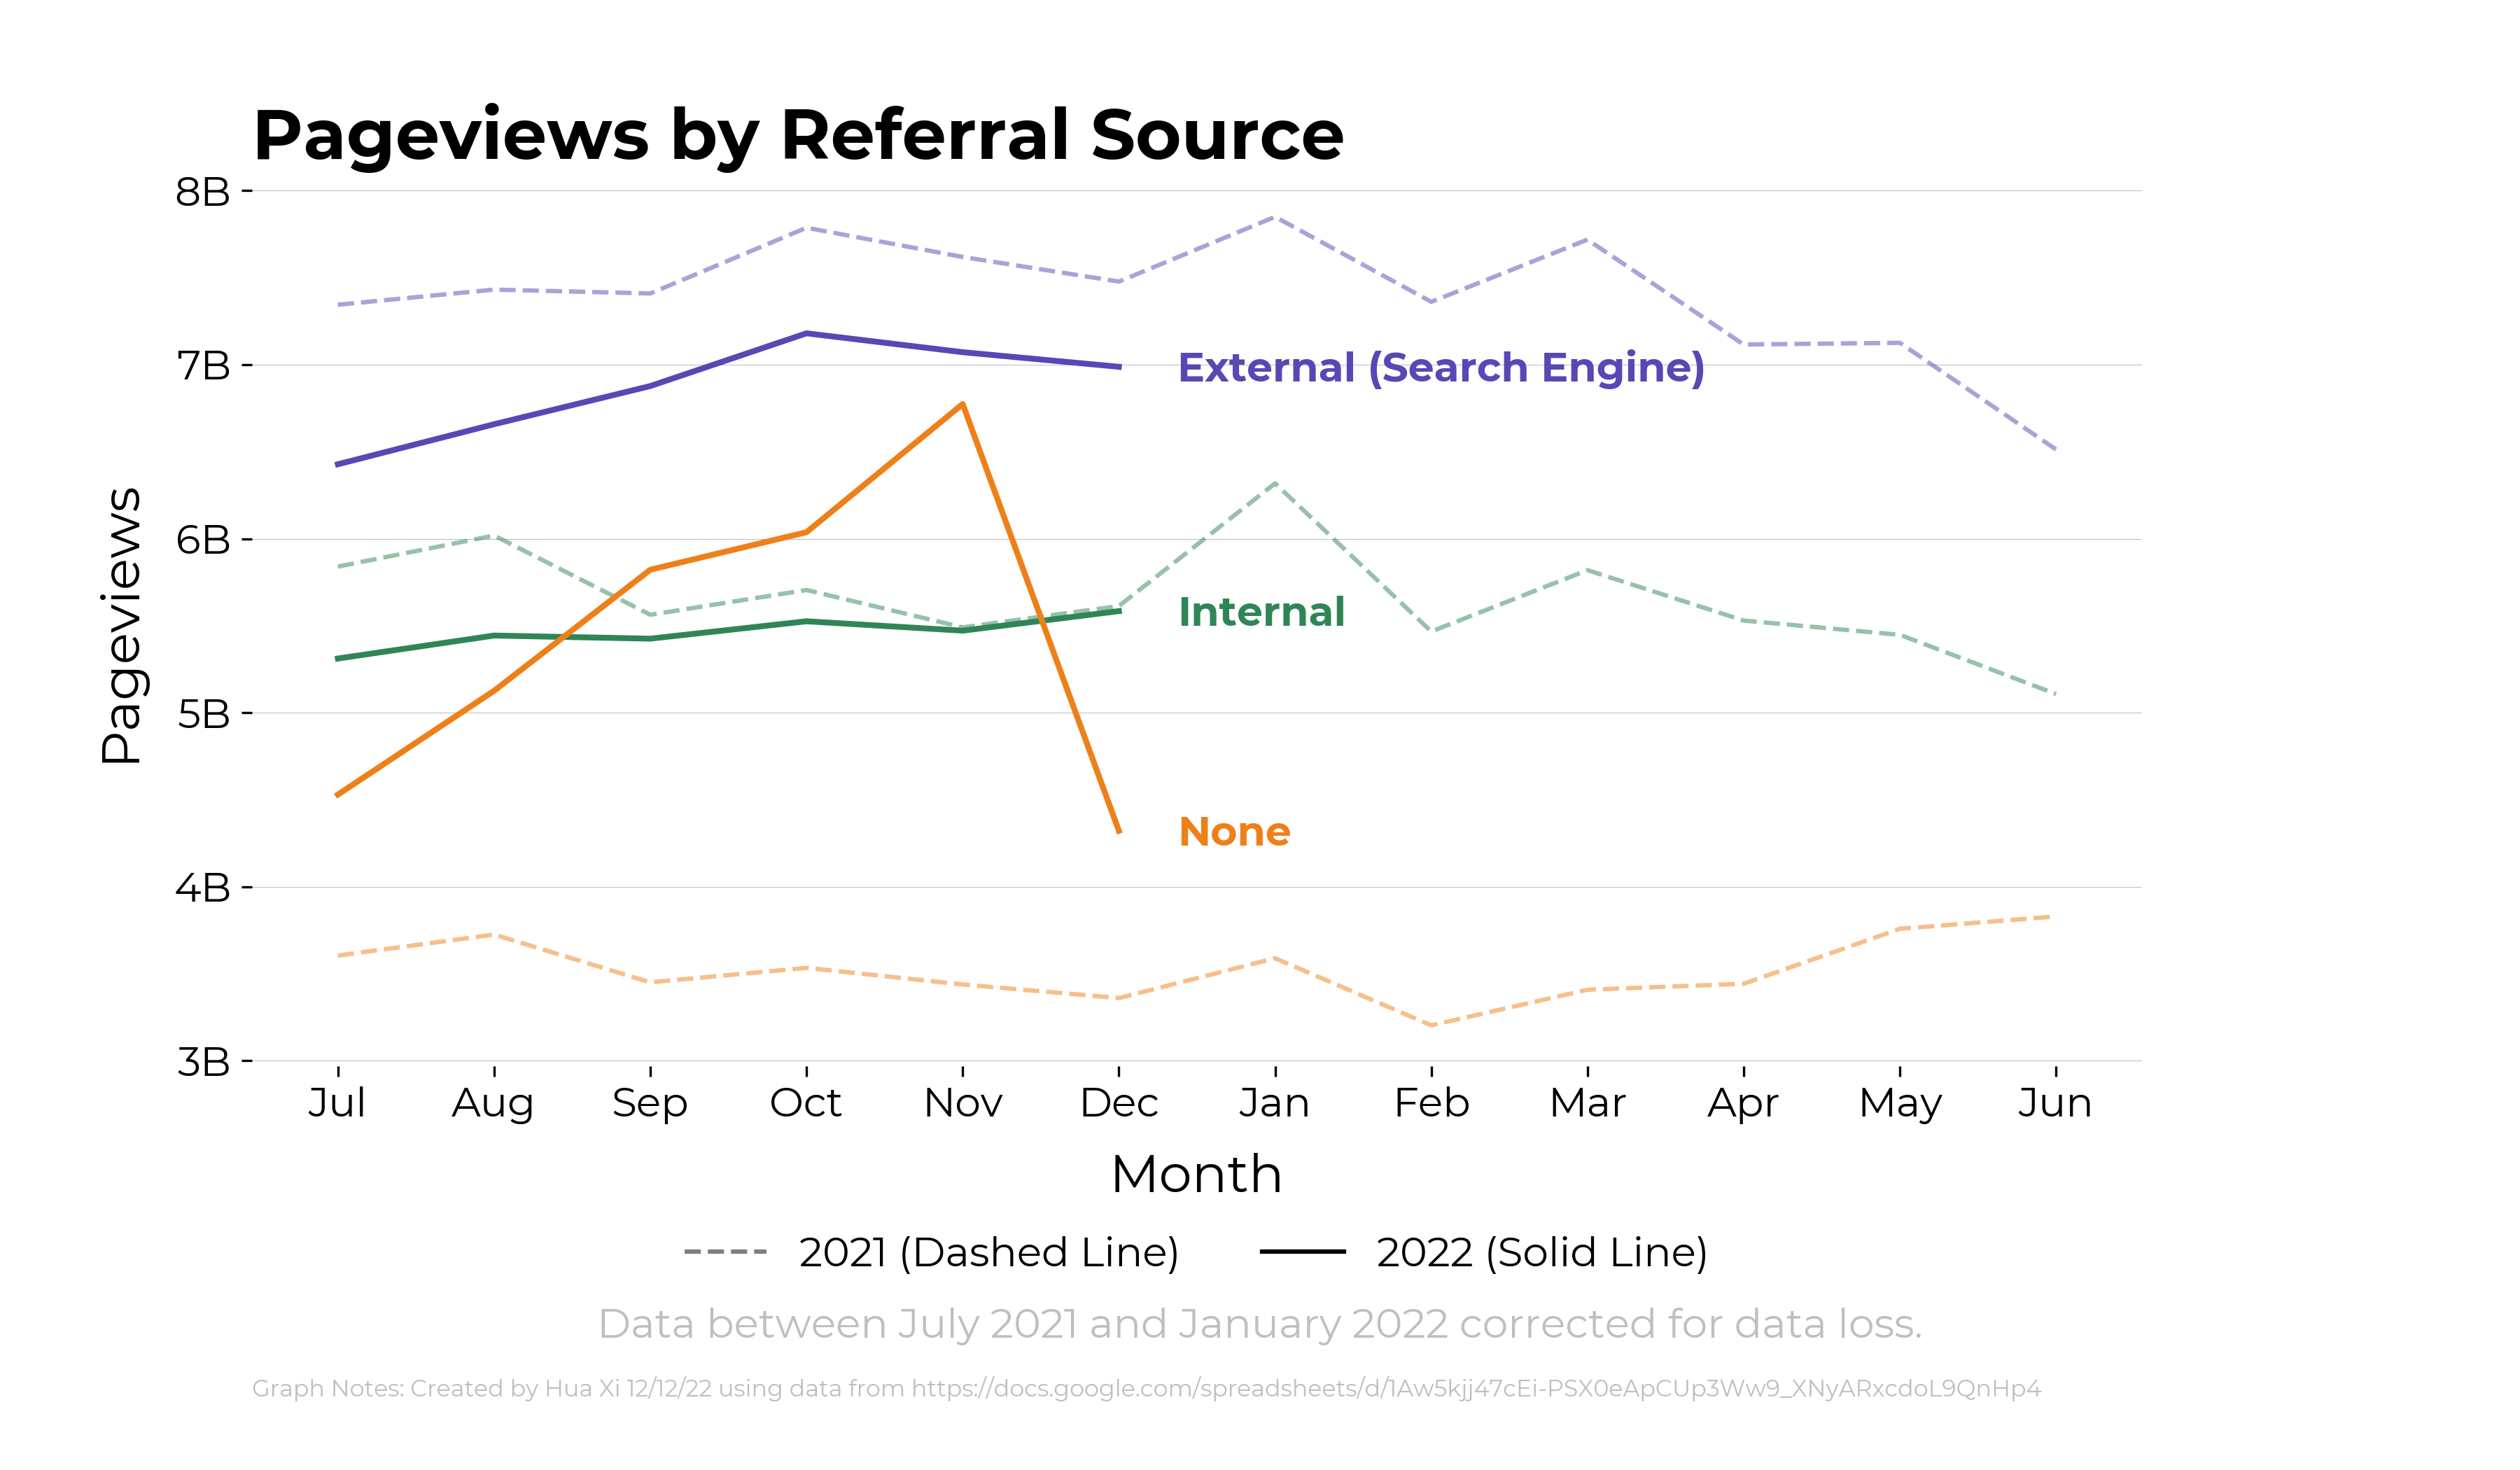 Pageviews by Referral Source
8B
7B
6B
5B
4B
3B
Pageviews
External (Search Engine)
Internal
None
Jul Aug Sep Oct Nov Dec Jan Feb Mar Apr May Jun
Month
2021 (Dashed Line) 2022 (Solid Line)
Data between July 2021 and January 2022 corrected for data loss.
Graph Notes: Created by Hua Xi 12/12/22 using data from https://docs.google.com/spreadsheets/d/1Aw5kjj47cEi-PSX0eApCUp3Ww9_XNyARxcdoL9QnHp4